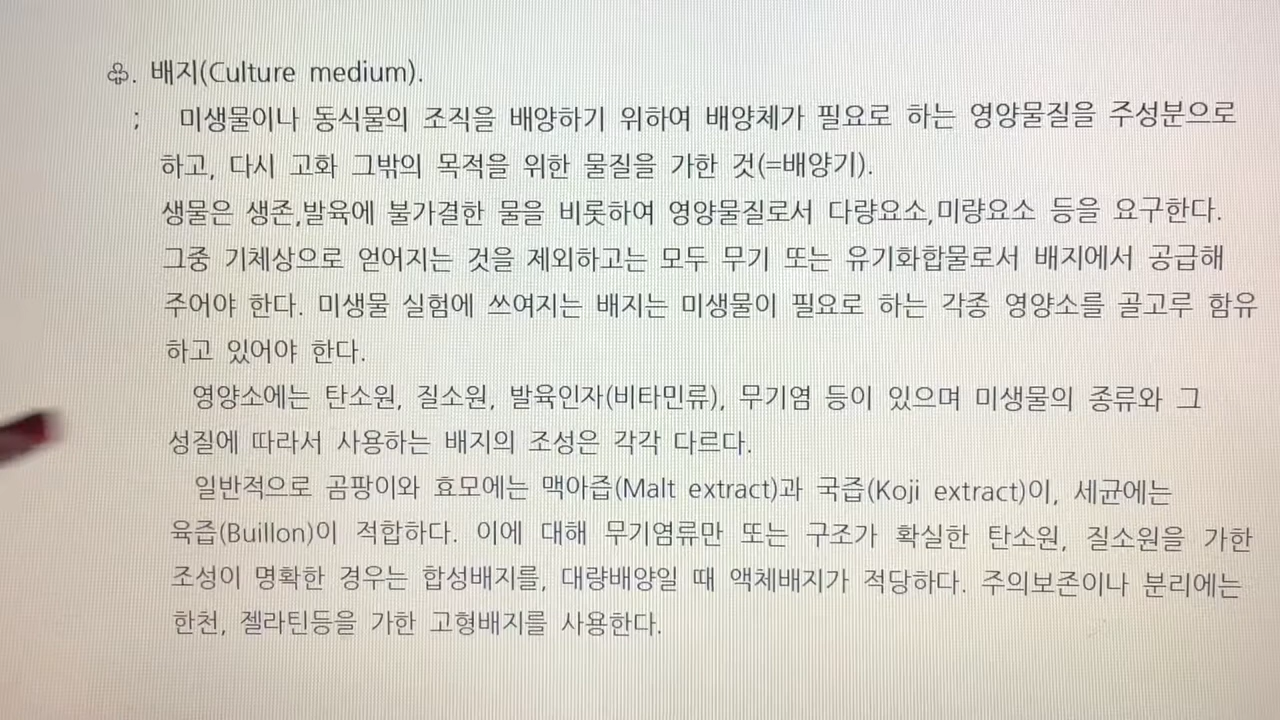 ♧. 배지(Culture medium).
; 미생물이나 동식물의 조직을 배양하기 위하여 배양체가 필요로 하는 영양물질을 주성분으로
하고, 다시 고화 그밖의 목적을 위한 물질을 가한 것(=배양기).
생물은 생존,발육에 불가결한 물을 비롯하여 영양물질로서 다량요소,미량요소 등을 요구한다.
그중 기체상으로 얻어지는 것을 제외하고는 모두 무기 또는 유기화합물로서 배지에서 공급해
주어야 한다. 미생물 실험에 쓰여지는 배지는 미생물이 필요로 하는 각종 영양소를 골고루 함유
하고 있어야 한다.
영양소에는 탄소원, 질소원, 발육인자(비타민류), 무기염 등이 있으며 미생물의 종류와 그
성질에 따라서 사용하는 배지의 조성은 각각 다르다.
일반적으로 곰팡이와 효모에는 맥아즙(Malt extract)과 국즙(Koji extract)이, 세균에는
육즙(Buillon)이 적합하다. 이에 대해 무기염류만 또는 구조가 확실한 탄소원, 질소원을 가한
조성이 명확한 경우는 합성배지를, 대량배양일 때 액체배지가 적당하다. 주의보존이나 분리에는
한천, 젤라틴등을 가한 고형배지를 사용한다.